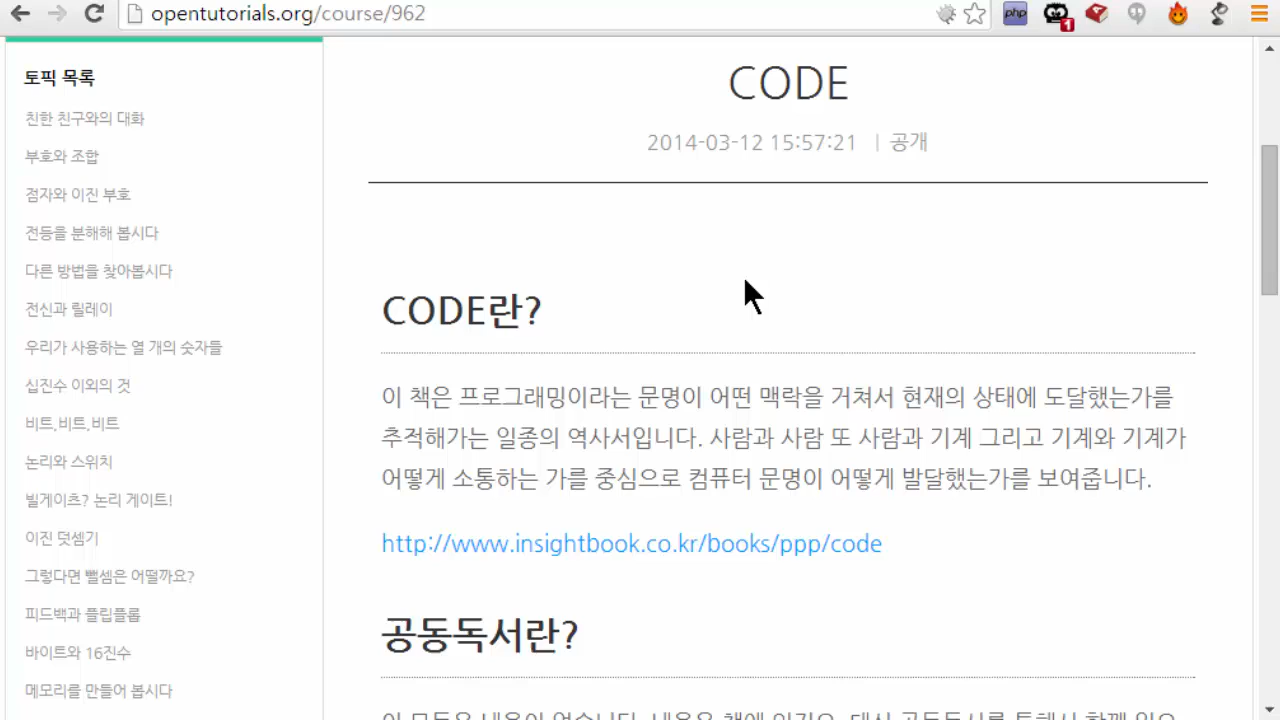 opentutorials.org/course/962
php
1
토픽 목록
친한 친구와의 대화
부호와 조합
점자와 이진 부호
전등을 분해해 봅시다
다른 방법을 찾아봅시다
전신과 릴레이
우리가 사용하는 열 개의 숫자들
십진수 이외의 것
비트,비트,비트
논리와 스위치
빌게이츠? 논리 게이트!
이진 덧셈기
그렇다면 뺄셈은 어떨까요?
피드백과 플립플롭
바이트와 16진수
메모리를 만들어 봅시다
CODE
2014-03-12 15:57:21 | 공개
CODE란?
이 책은 프로그래밍이라는 문명이 어떤 맥락을 거쳐서 현재의 상태에 도달했는가를
추적해가는 일종의 역사서입니다. 사람과 사람 또 사람과 기계 그리고 기계와 기계가
어떻게 소통하는 가를 중심으로 컴퓨터 문명이 어떻게 발달했는가를 보여줍니다.
http://www.insightbook.co.kr/books/ppp/code
공동독서란?